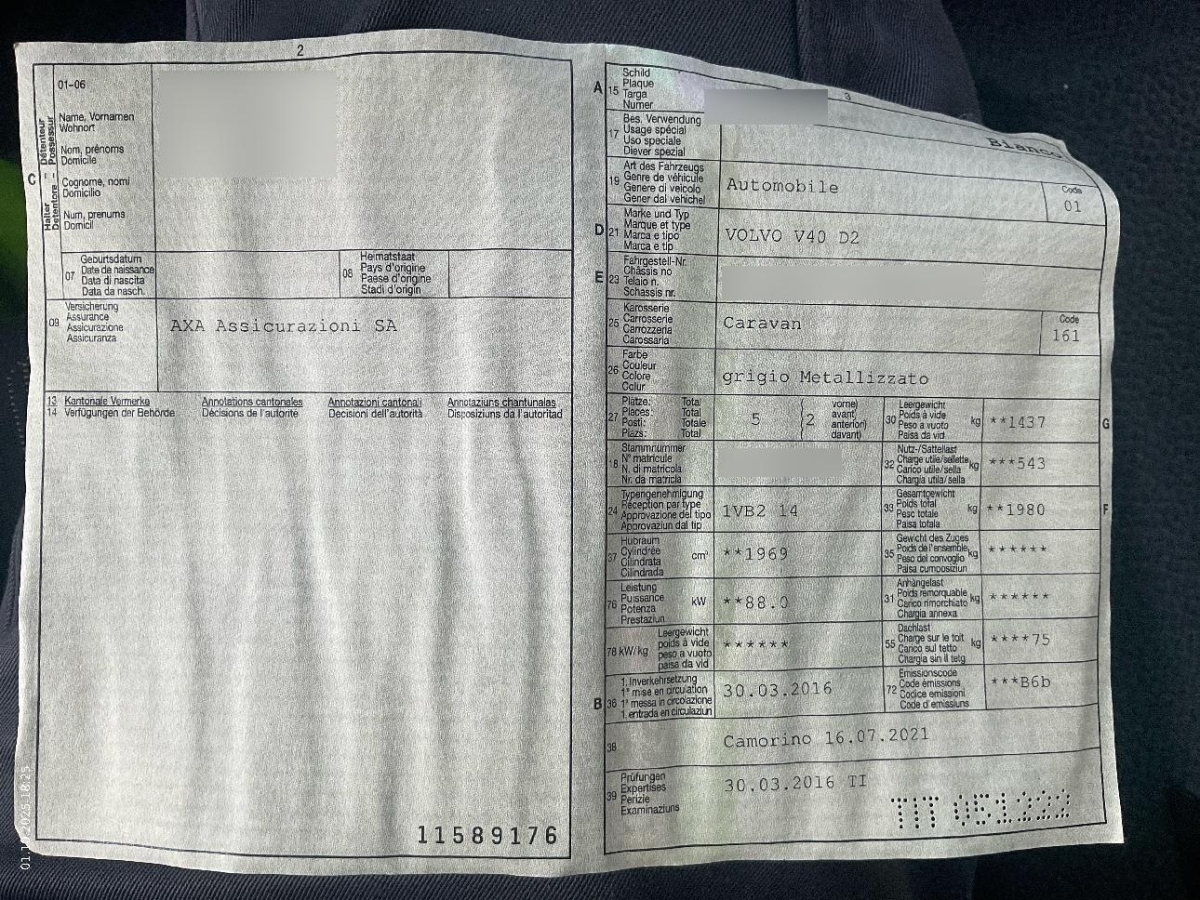 2
01-06
Halter - Détenteur
Detentore - Possessur
C
Name, Vornamen
Wohnort
Nom, prénoms
Domicile
Cognome, nomi
Domicilio
Num, prenums
Domicil
07
Geburtsdatum
Date de naissance
Data di nascita
Data da nasch.
08
Heimatstaat
Pays d'origine
Paese d'origine
Stadi d'origin
09
Versicherung
Assurance
Assicurazione
Assicuranza
AXA Assicurazioni SA
13 Kantonale Vermerke Annotations cantonales Annotazioni cantonali Annotaziuns chantunales
14 Verfügungen der Behörde Décisions de l'autorité Decisioni dell'autorità Disposiziuns da l'autoritad
11589176
3
A
15
Schild
Plaque
Targa
Numer
Bianco
17
Bes. Verwendung
Usage spécial
Uso speciale
Diever spezial
19
Art des Fahrzeugs
Genre de véhicule
Genere di veicolo
Gener dal vehichel
Automobile
Code
01
D
21
Marke und Typ
Marque et type
Marca e tipo
Marca e tip
VOLVO V40 D2
E
23
Fahrgestell-Nr.
Châssis no
Telaio n.
Schassis nr.
25
Karosserie
Carrosserie
Carrozzeria
Carossaria
Caravan
Code
161
26
Farbe
Couleur
Colore
Colur
grigio Metallizzato
27
Plätze: Total
Places: Total
Posti: Totale
Plazs: Total
5
2
vorne)
avant)
anteriori)
davant)
30
Leergewicht
Poids à vide
Peso a vuoto
Paisa da vid
kg
**1437
G
18
Stammnummer
N° matricule
N. di matricola
Nr. da matricla
32
Nutz-/Sattellast
Charge utile/sellette
Carico utile/sella
Chargia utila/sella
kg
***543
24
Typengenehmigung
Réception par type
Approvazione del tipo
Approvaziun dal tip
1VB2 14
33
Gesamtgewicht
Poids total
Peso totale
Paisa totala
kg
**1980
F
37
Hubraum
Cylindrée
Cilindrata
Cilindrada
cm³
**1969
35
Gewicht des Zuges
Poids de l'ensemble
Peso del convoglio
Paisa cumposiziun
kg
******
76
Leistung
Puissance
Potenza
Prestaziun
kW
**88.0
31
Anhängelast
Poids remorquable
Carico rimorchiato
Chargia annexa
kg
******
78 kW/kg
Leergewicht
poids à vide
peso a vuoto
paisa da vid
******
55
Dachlast
Charge sur le toit
Carico sul tetto
Chargia sin il tetg
kg
****75
B
36
1. Inverkehrsetzung
1ʳᵉ mise en circulation
1ª messa in circolazione
1. entrada en circulaziun
30.03.2016
72
Emissionscode
Code émissions
Codice emissioni
Code d'emissiuns
***B6b
38
Camorino 16.07.2021
39
Prüfungen
Expertises
Perizie
Examinaziuns
30.03.2016 TI